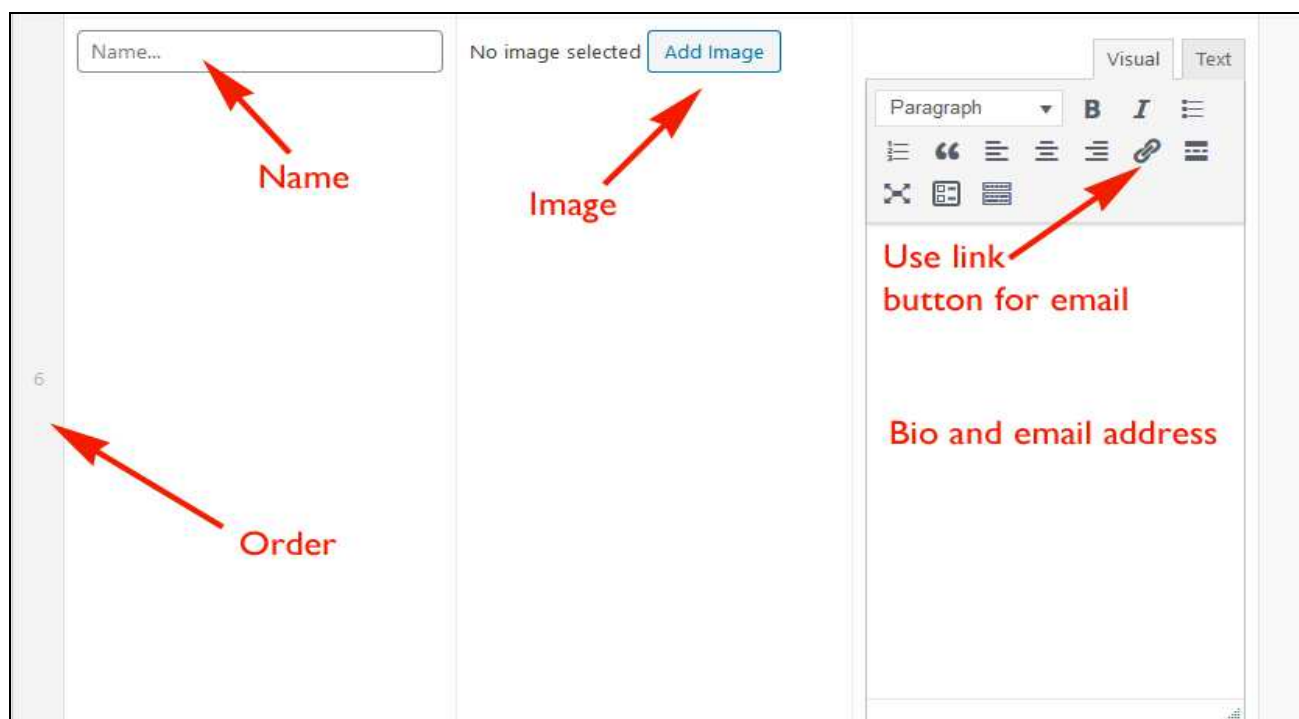 Name...
No image selected
Add Image
Visual
Text
Paragraph
B
I
Name
Image
Use link
button for email
6
Bio and email address
Order